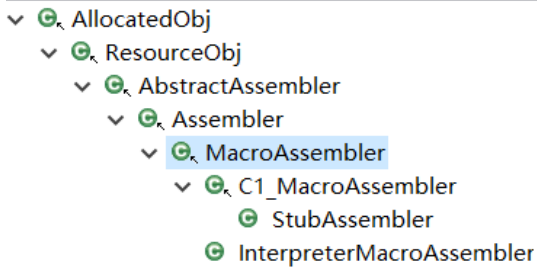 AllocatedObj
ResourceObj
AbstractAssembler
Assembler
MacroAssembler
C1_MacroAssembler
StubAssembler
InterpreterMacroAssembler